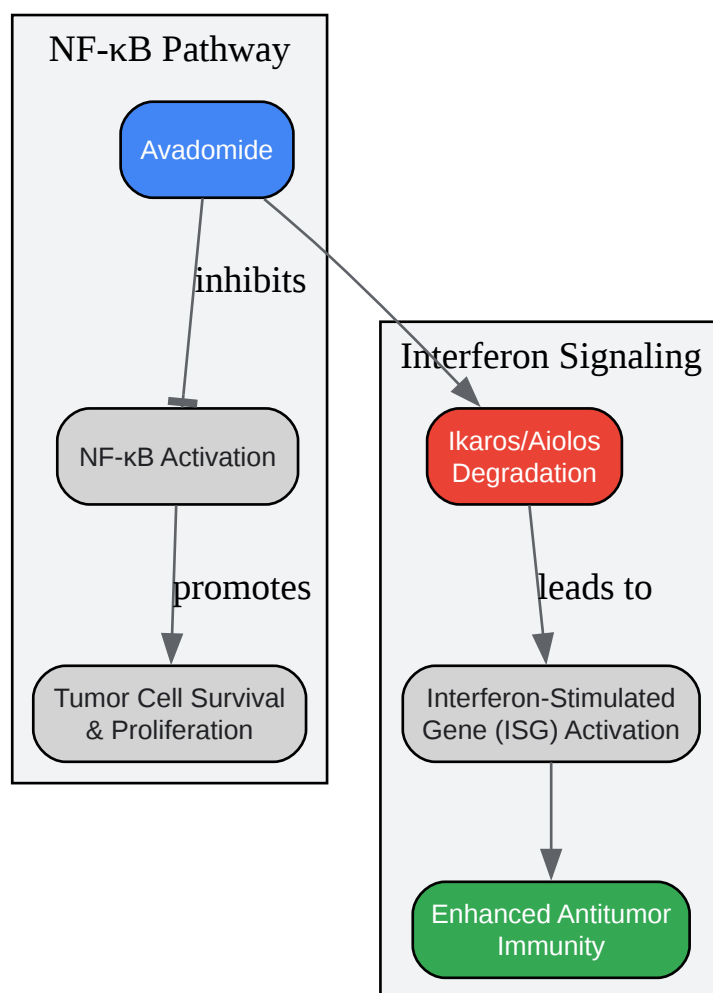 NF-κB Pathway
Avadomide
inhibits
Interferon Signaling
NF-κB Activation
Ikaros/Aiolos
Degradation
promotes
leads to
Tumor Cell Survival
& Proliferation
Interferon-Stimulated
Gene (ISG) Activation
Enhanced Antitumor
Immunity